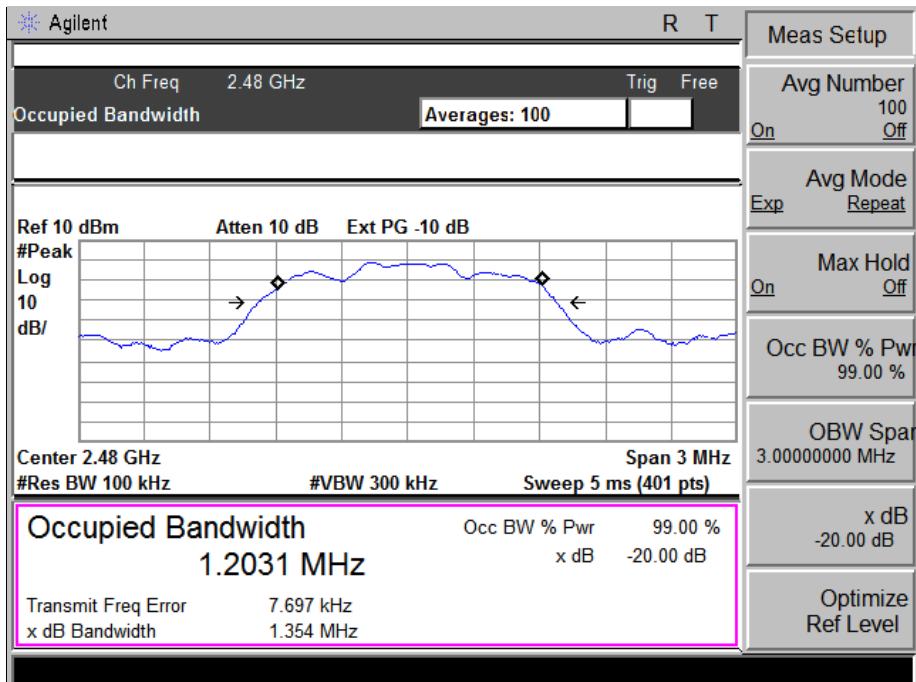 Agilent R T
Ch Freq 2.48 GHz Trig Free
Occupied Bandwidth Averages: 100
Ref 10 dBm Atten 10 dB Ext PG -10 dB
#Peak
Log
10
dB/
Center 2.48 GHz Span 3 MHz
#Res BW 100 kHz #VBW 300 kHz Sweep 5 ms (401 pts)
Occupied Bandwidth Occ BW % Pwr 99.00 %
1.2031 MHz x dB -20.00 dB
Transmit Freq Error 7.697 kHz
x dB Bandwidth 1.354 MHz
Meas Setup
Avg Number
100
On Off
Avg Mode
Exp Repeat
Max Hold
On Off
Occ BW % Pwr
99.00 %
OBW Span
3.00000000 MHz
x dB
-20.00 dB
Optimize
Ref Level